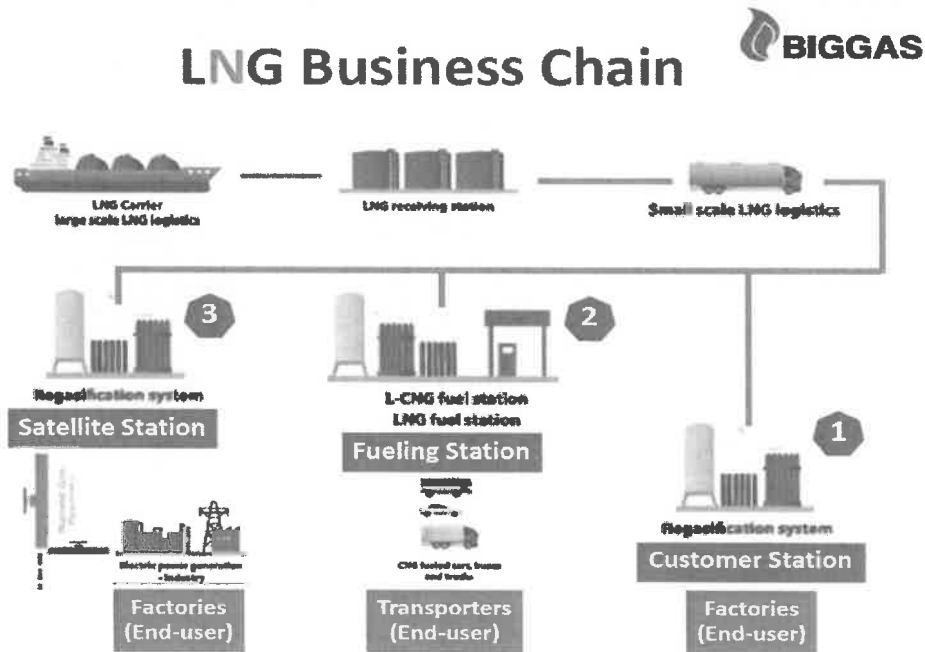 BIGGAS
LNG Business Chain
LNG Carrier
large scale LNG logistics
LNG receiving station
Small scale LNG logistics
3
Regasification system
Satellite Station
2
L-CNG fuel station
LNG fuel station
Fueling Station
1
Regasification system
Customer Station
Electric power generation
- Industry
CNG fueled cars, buses
and trucks
Factories
(End-user)
Transporters
(End-user)
Factories
(End-user)